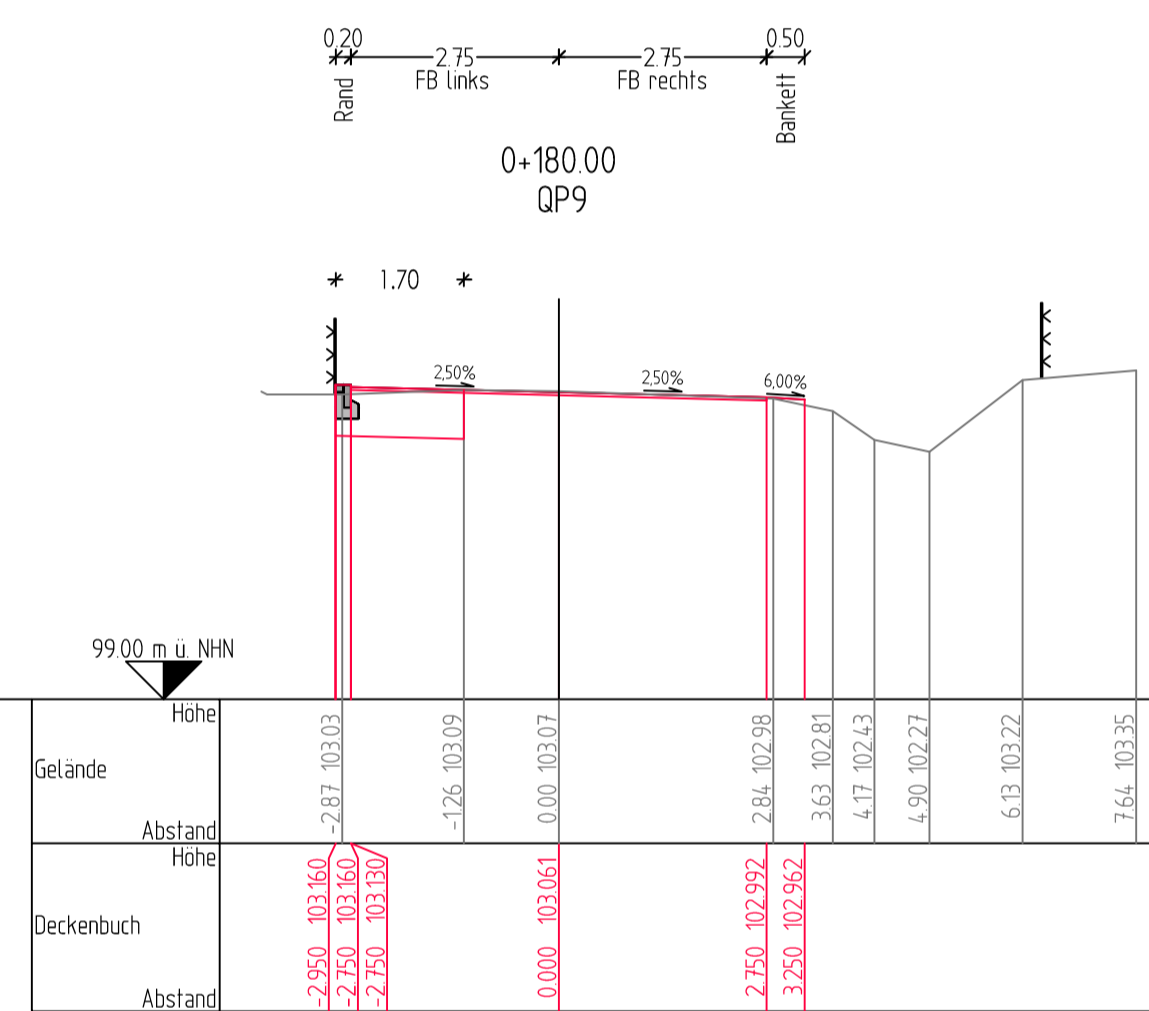 0.20 0.50
2.75 2.75
FB links FB rechts
Rand
Bankett
0+180.00
QP9
1.70
2,50% 2,50% 6,00%
99.00 m ü. NHN
Höhe
Gelände
Abstand
-2.87 103.03
-1.26 103.09
0.00 103.07
2.84 102.98
3.63 102.81
4.17 102.43
4.90 102.27
6.13 103.22
7.64 103.35
Höhe
Deckenbuch
Abstand
-2.950 103.160
-2.750 103.160
-2.750 103.130
0.000 103.061
2.750 102.992
3.250 102.962